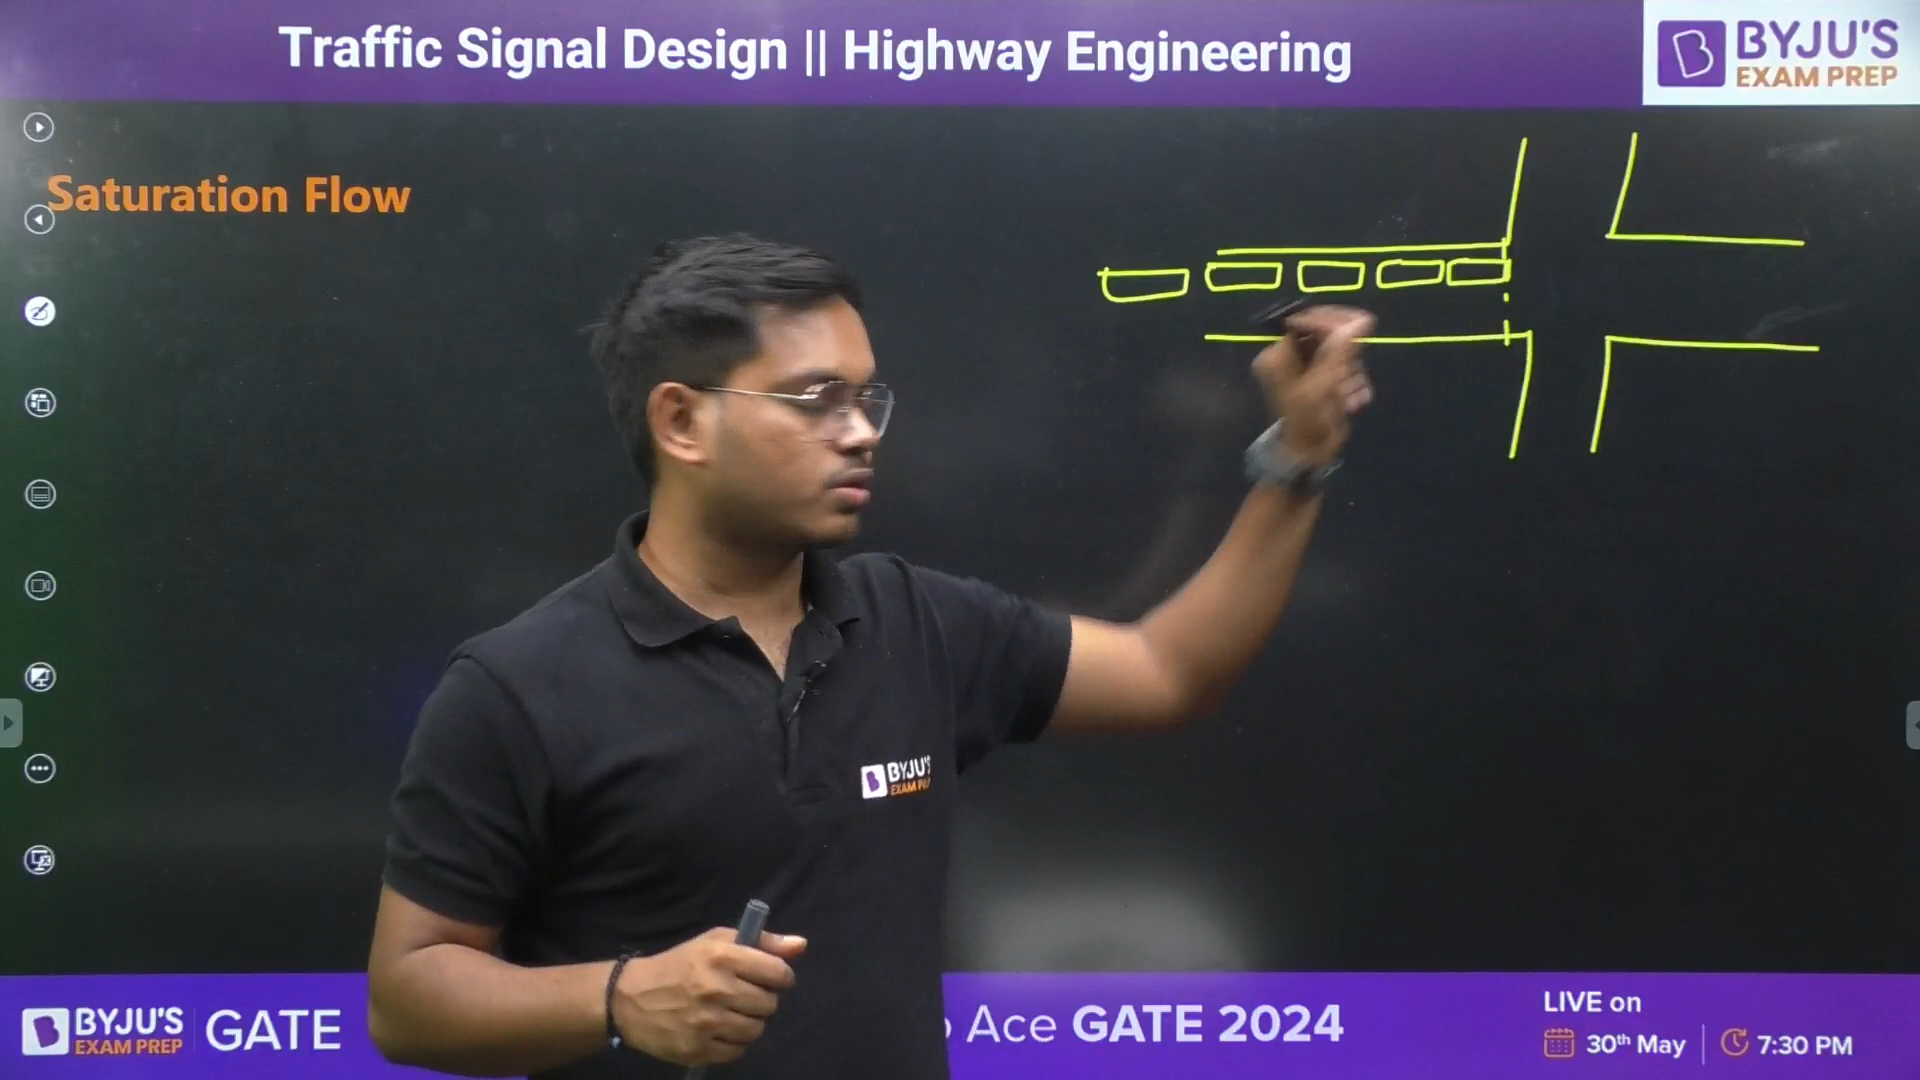 Traffic Signal Design || Highway Engineering
BYJU'S
EXAM PREP
Saturation Flow
BYJU'S
EXAM
BYJU'S
EXAM PREP
GATE
Ace GATE 2024
LIVE on
30th May
7:30 PM